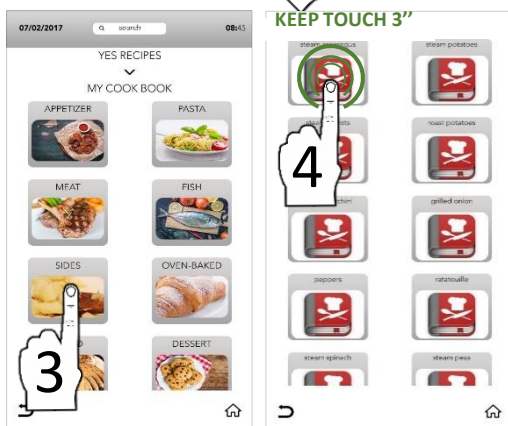 07/02/2017 search 08:45
YES RECIPES
MY COOK BOOK
APPETIZER PASTA
MEAT FISH
SIDES OVEN-BAKED
DESSERT
3
KEEP TOUCH 3’’
steam potatoes
roast potatoes
grilled onion
peppers ratatouille
steam spinach steam peas
4